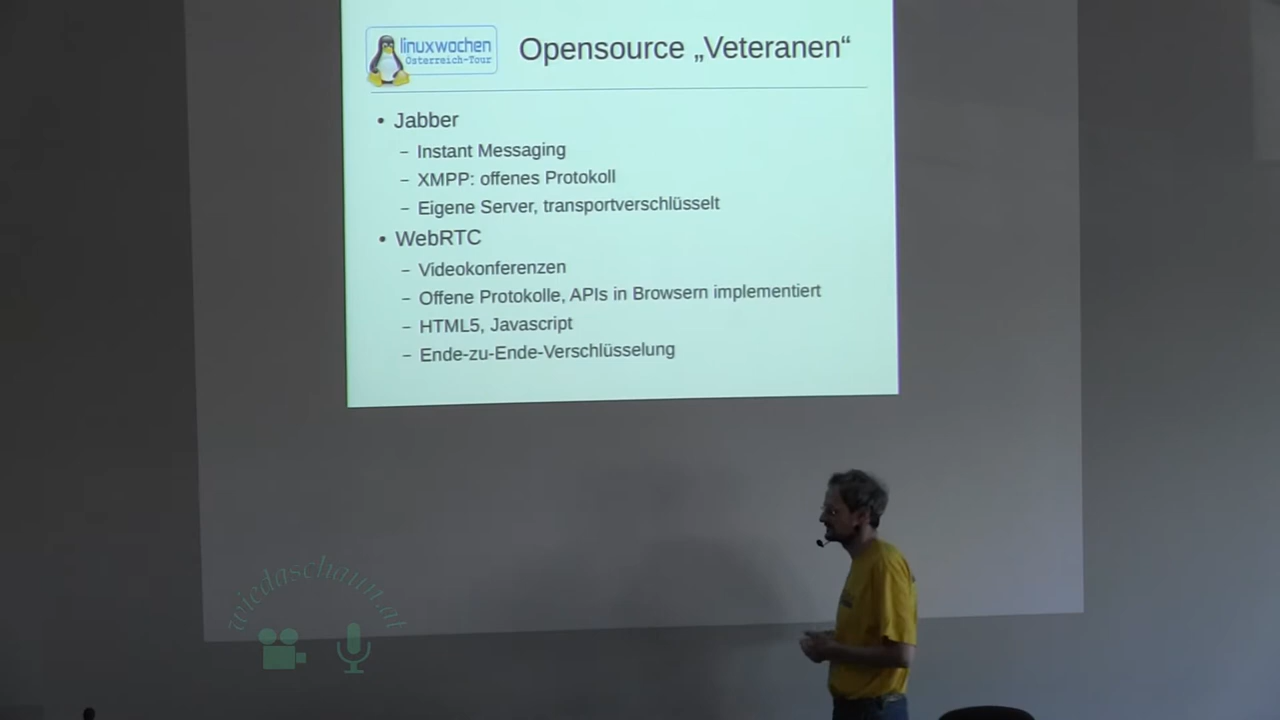 linuxwochen
Österreich-Tour
Opensource „Veteranen“
• Jabber
– Instant Messaging
– XMPP: offenes Protokoll
– Eigene Server, transportverschlüsselt
• WebRTC
– Videokonferenzen
– Offene Protokolle, APIs in Browsern implementiert
– HTML5, Javascript
– Ende-zu-Ende-Verschlüsselung
wiedaschaun.at